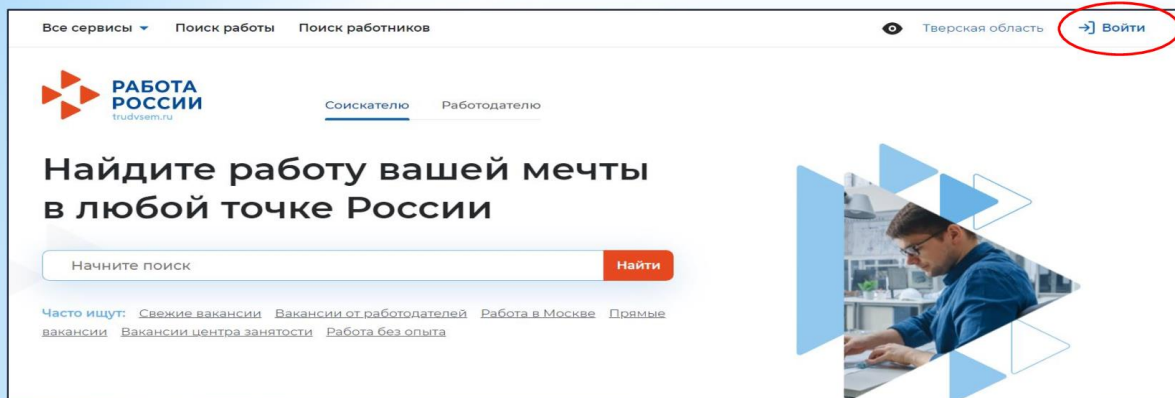 Все сервисы Поиск работы Поиск работников Тверская область Войти
РАБОТА
РОССИИ
trudvsem.ru
Соискателю Работодателю
Найдите работу вашей мечты
в любой точке России
Начните поиск Найти
Часто ищут: Свежие вакансии Вакансии от работодателей Работа в Москве Прямые
вакансии Вакансии центра занятости Работа без опыта